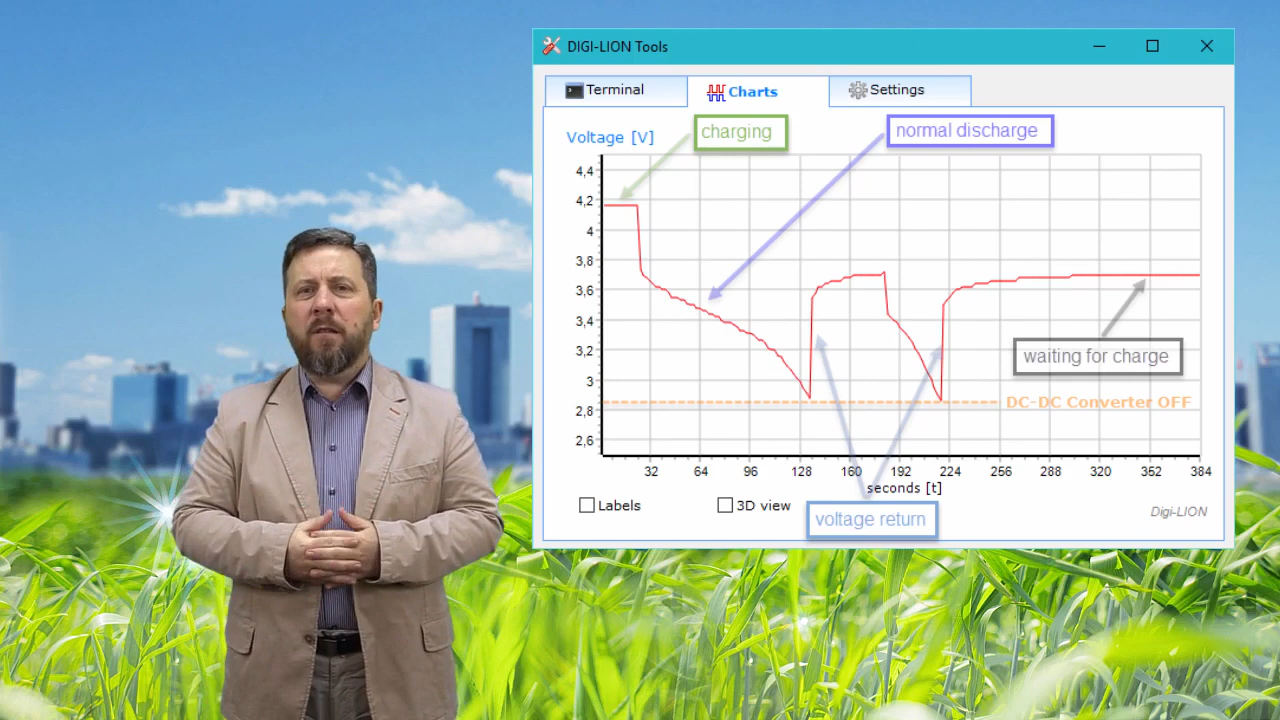 DIGI-LION Tools
Terminal
Charts
Settings
charging
normal discharge
Voltage [V]
4,4
4,2
4
3,8
3,6
3,4
3,2
3
2,8
2,6
waiting for charge
DC-DC Converter OFF
32 64 96 128 160 192 224 256 288 320 352 384
seconds [t]
Labels
3D view
voltage return
Digi-LION